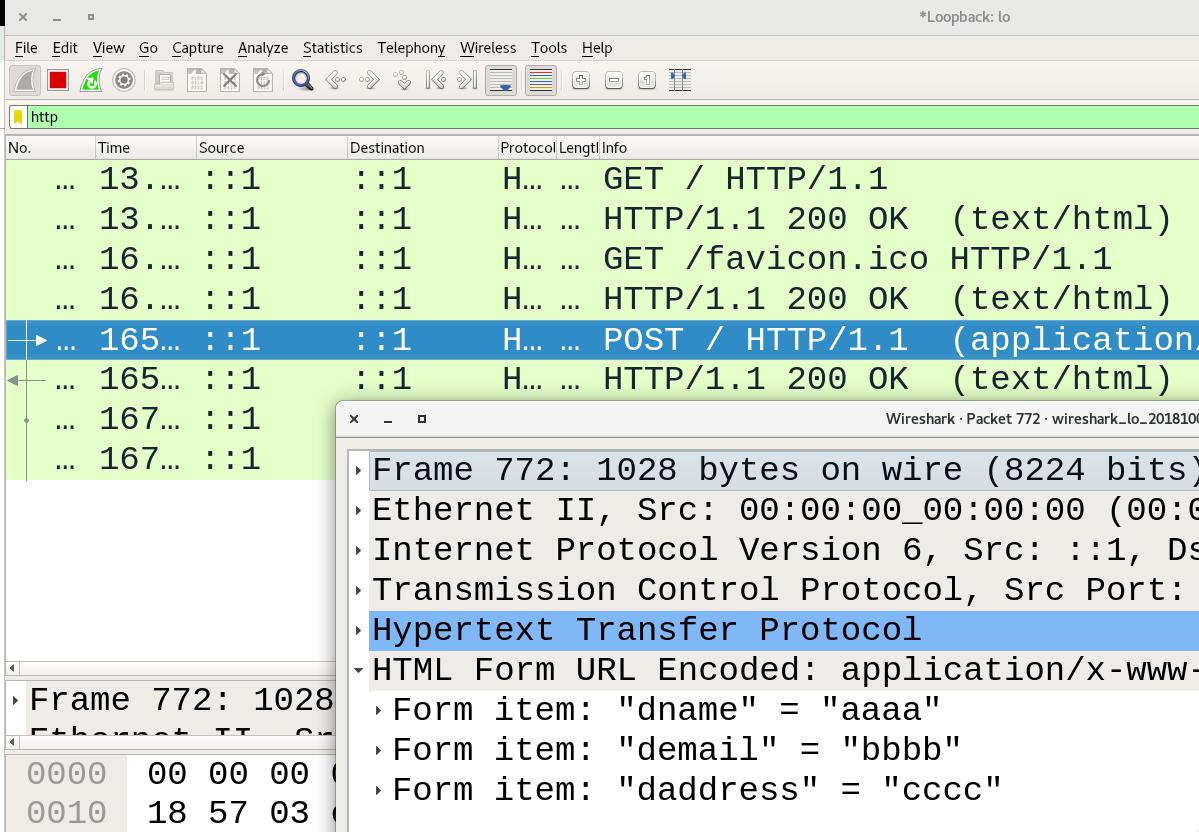 *Loopback: lo
File Edit View Go Capture Analyze Statistics Telephony Wireless Tools Help
http
No. Time Source Destination Protocol Lengtl Info
... 13.... ::1 ::1 H... ... GET / HTTP/1.1
... 13.... ::1 ::1 H... ... HTTP/1.1 200 OK (text/html)
... 16.... ::1 ::1 H... ... GET /favicon.ico HTTP/1.1
... 16.... ::1 ::1 H... ... HTTP/1.1 200 OK (text/html)
... 165... ::1 ::1 H... ... POST / HTTP/1.1 (application/
... 165... ::1 ::1 H... ... HTTP/1.1 200 OK (text/html)
... 167... ::1
... 167... ::1
Wireshark · Packet 772 · wireshark_lo_2018100
Frame 772: 1028 bytes on wire (8224 bits)
Ethernet II, Src: 00:00:00_00:00:00 (00:0
Internet Protocol Version 6, Src: ::1, Ds
Transmission Control Protocol, Src Port:
Hypertext Transfer Protocol
HTML Form URL Encoded: application/x-www-
Form item: "dname" = "aaaa"
Form item: "demail" = "bbbb"
Form item: "daddress" = "cccc"
Frame 772: 1028
Ethernet II, Sr
0000 00 00 00
0010 18 57 03